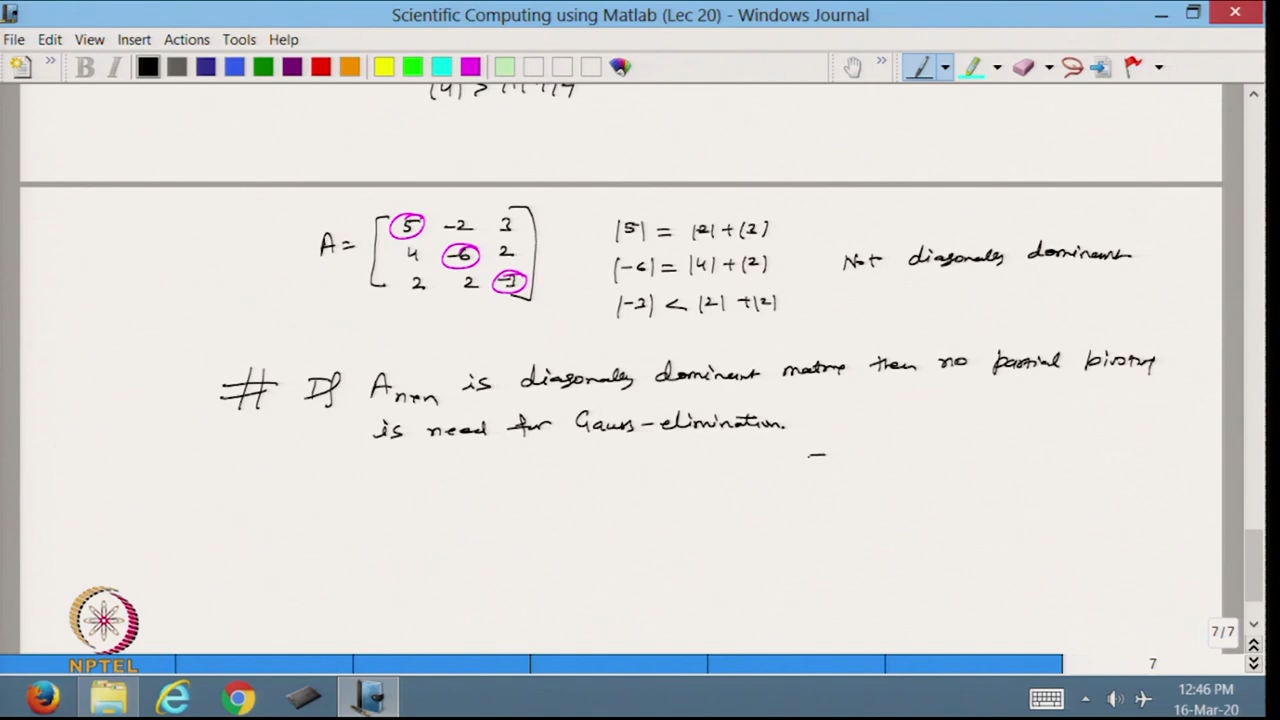 Scientific Computing using Matlab (Lec 20) - Windows Journal
File Edit View Insert Actions Tools Help
A = [ 5 -2 3
4 -6 2
2 2 -3 ]
|5| = |2| + |3|
|-6| = |4| + |2|
|-3| < |2| + |2|
Not diagonally dominant
# If Anxn is diagonally dominant matrix then no partial pivoting
is need for Gauss-elimination.
7/7
NPTEL
7
12:46 PM
16-Mar-20